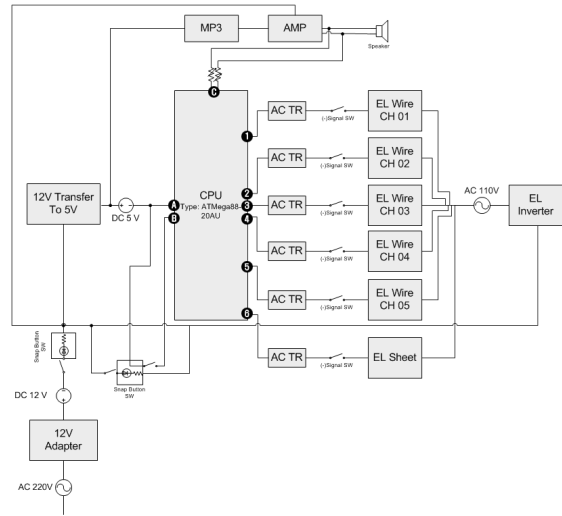 MP3
AMP
Speaker
C
1
AC TR
(-)Signal SW
EL Wire
CH 01
2
AC TR
(-)Signal SW
EL Wire
CH 02
12V Transfer
To 5V
DC 5 V
A
B
CPU
Type: ATMega88-
20AU
3
AC TR
(-)Signal SW
EL Wire
CH 03
AC 110V
EL
Inverter
4
AC TR
(-)Signal SW
EL Wire
CH 04
5
AC TR
(-)Signal SW
EL Wire
CH 05
6
AC TR
(-)Signal SW
EL Sheet
Snap Button
SW
Snap Button
SW
DC 12 V
12V
Adapter
AC 220V